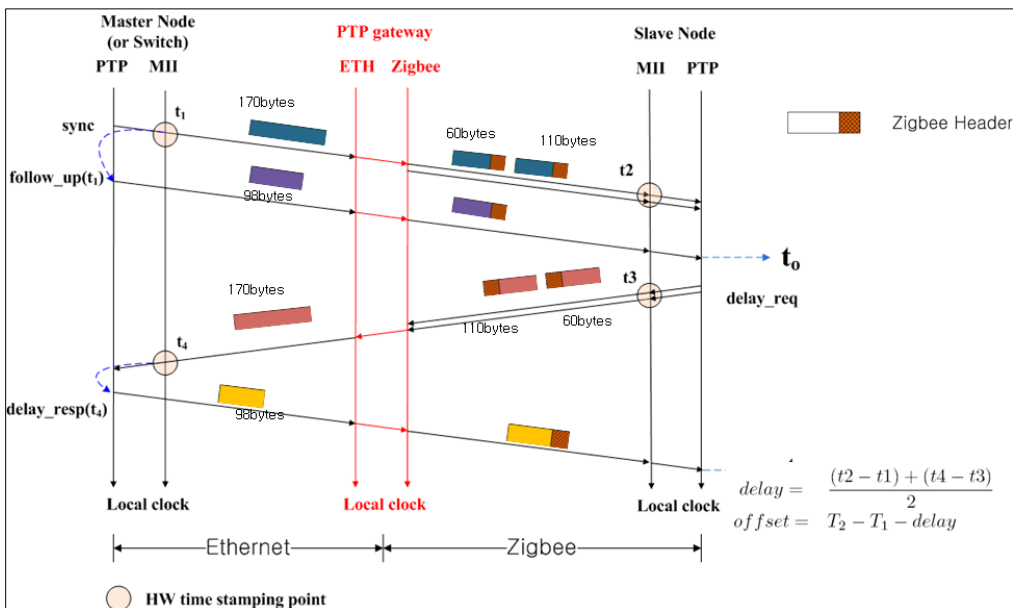 Master Node
(or Switch)
PTP MII
PTP gateway
ETH Zigbee
Slave Node
MII PTP
Zigbee Header
sync
t1
170bytes
60bytes
110bytes
t2
follow_up(t1)
98bytes
to
t3
delay_req
170bytes
110bytes
60bytes
t4
delay_resp(t4)
98bytes
delay = (t2 − t1) + (t4 − t3)
2
offset = T2 − T1 − delay
Local clock
Local clock
Local clock
Ethernet
Zigbee
HW time stamping point